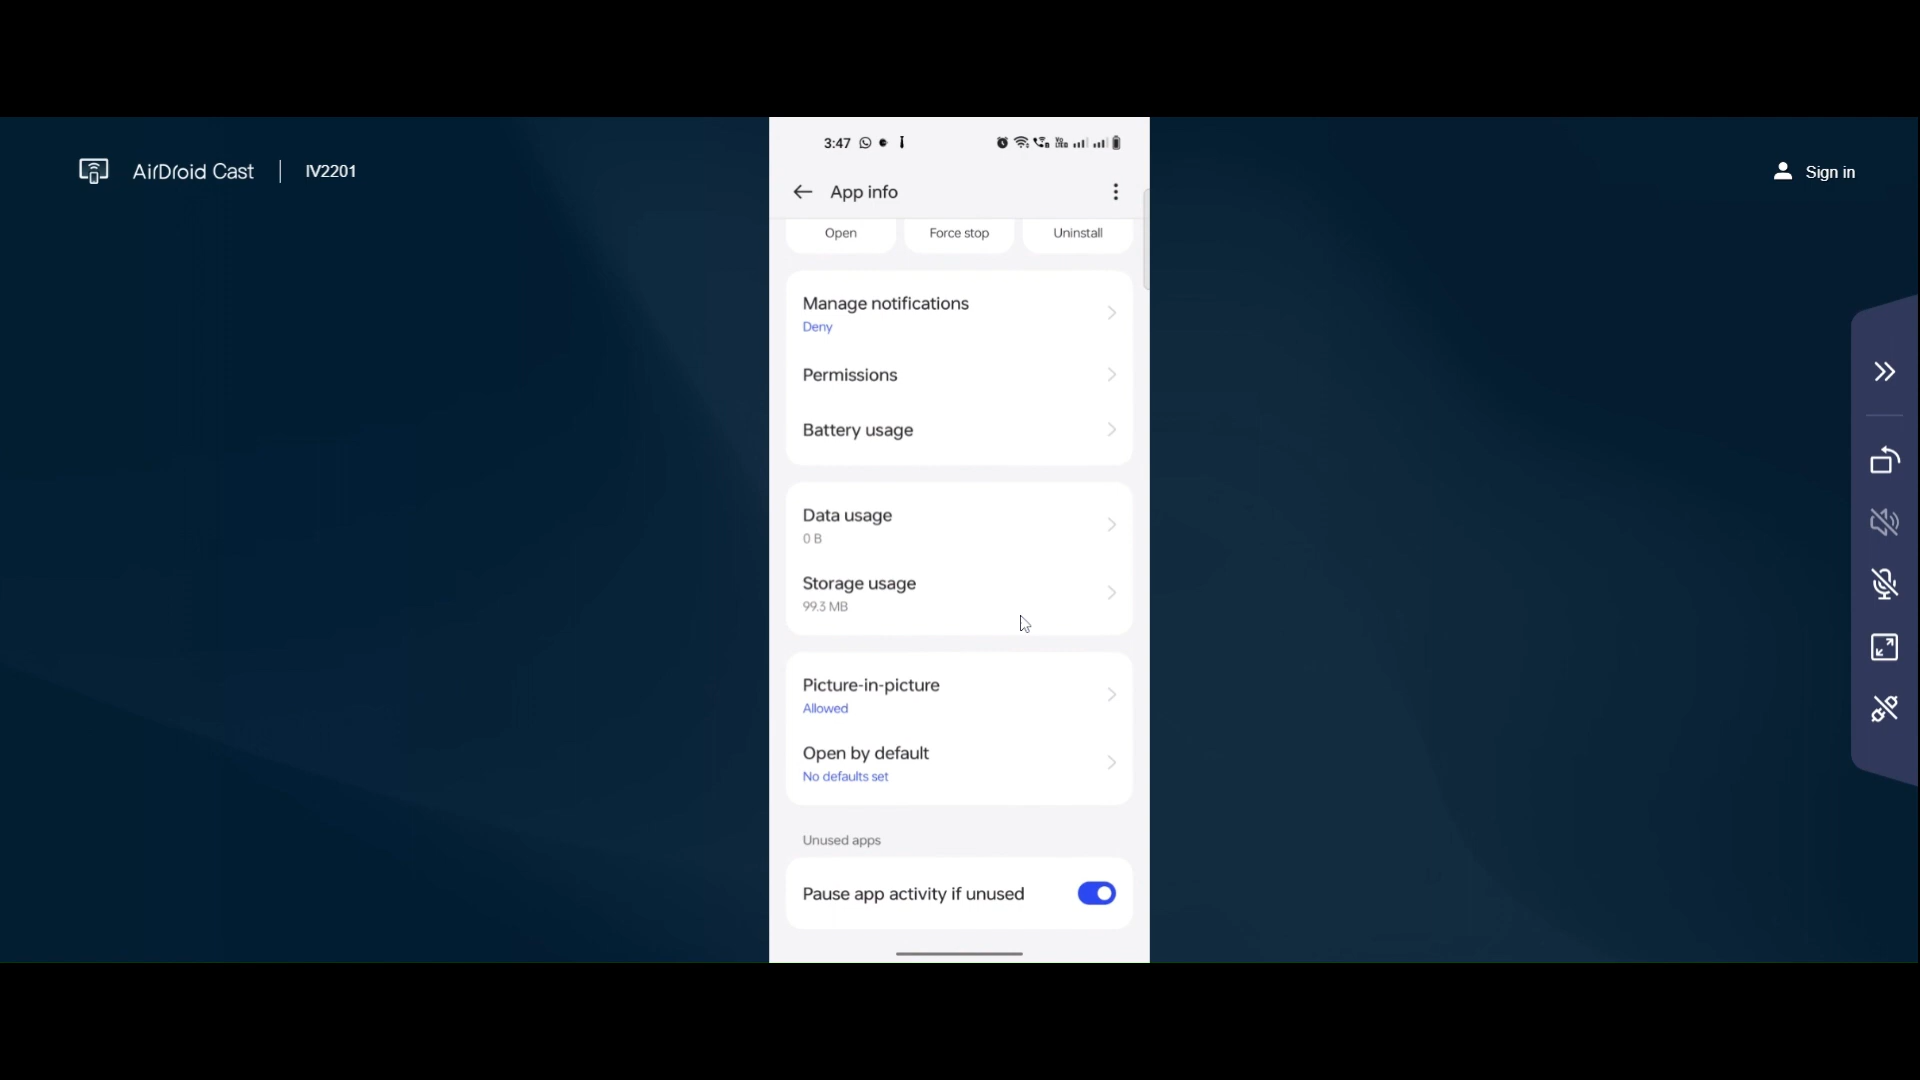 AirDroid Cast
IV2201
Sign in
3:47
App info
Open
Force stop
Uninstall
Manage notifications
Deny
Permissions
Battery usage
Data usage
0 B
Storage usage
99.3 MB
Picture-in-picture
Allowed
Open by default
No defaults set
Unused apps
Pause app activity if unused